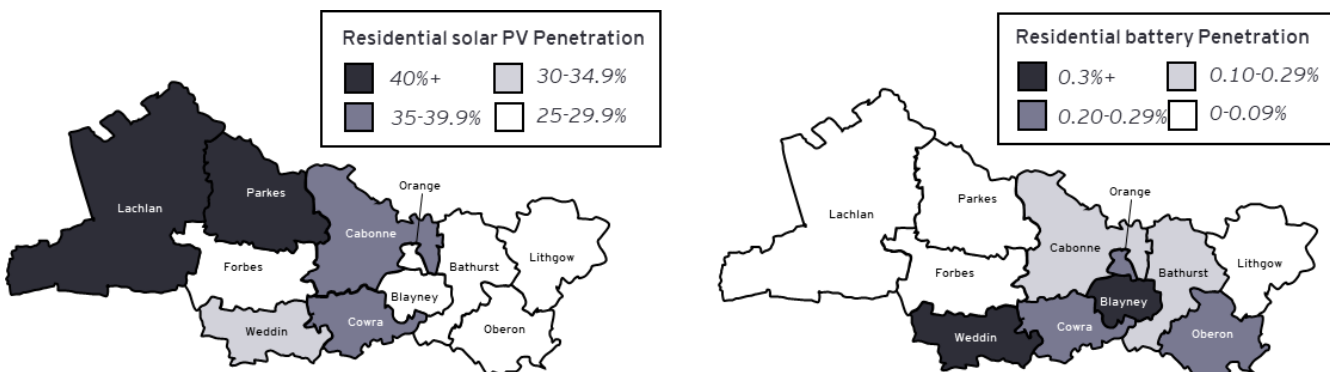 Residential solar PV Penetration
40%+
30-34.9%
35-39.9%
25-29.9%
Lachlan
Parkes
Cabonne
Orange
Forbes
Bathurst
Lithgow
Blayney
Weddin
Cowra
Oberon
Residential battery Penetration
0.3%+
0.10-0.29%
0.20-0.29%
0-0.09%
Lachlan
Parkes
Orange
Cabonne
Forbes
Bathurst
Lithgow
Blayney
Weddin
Cowra
Oberon